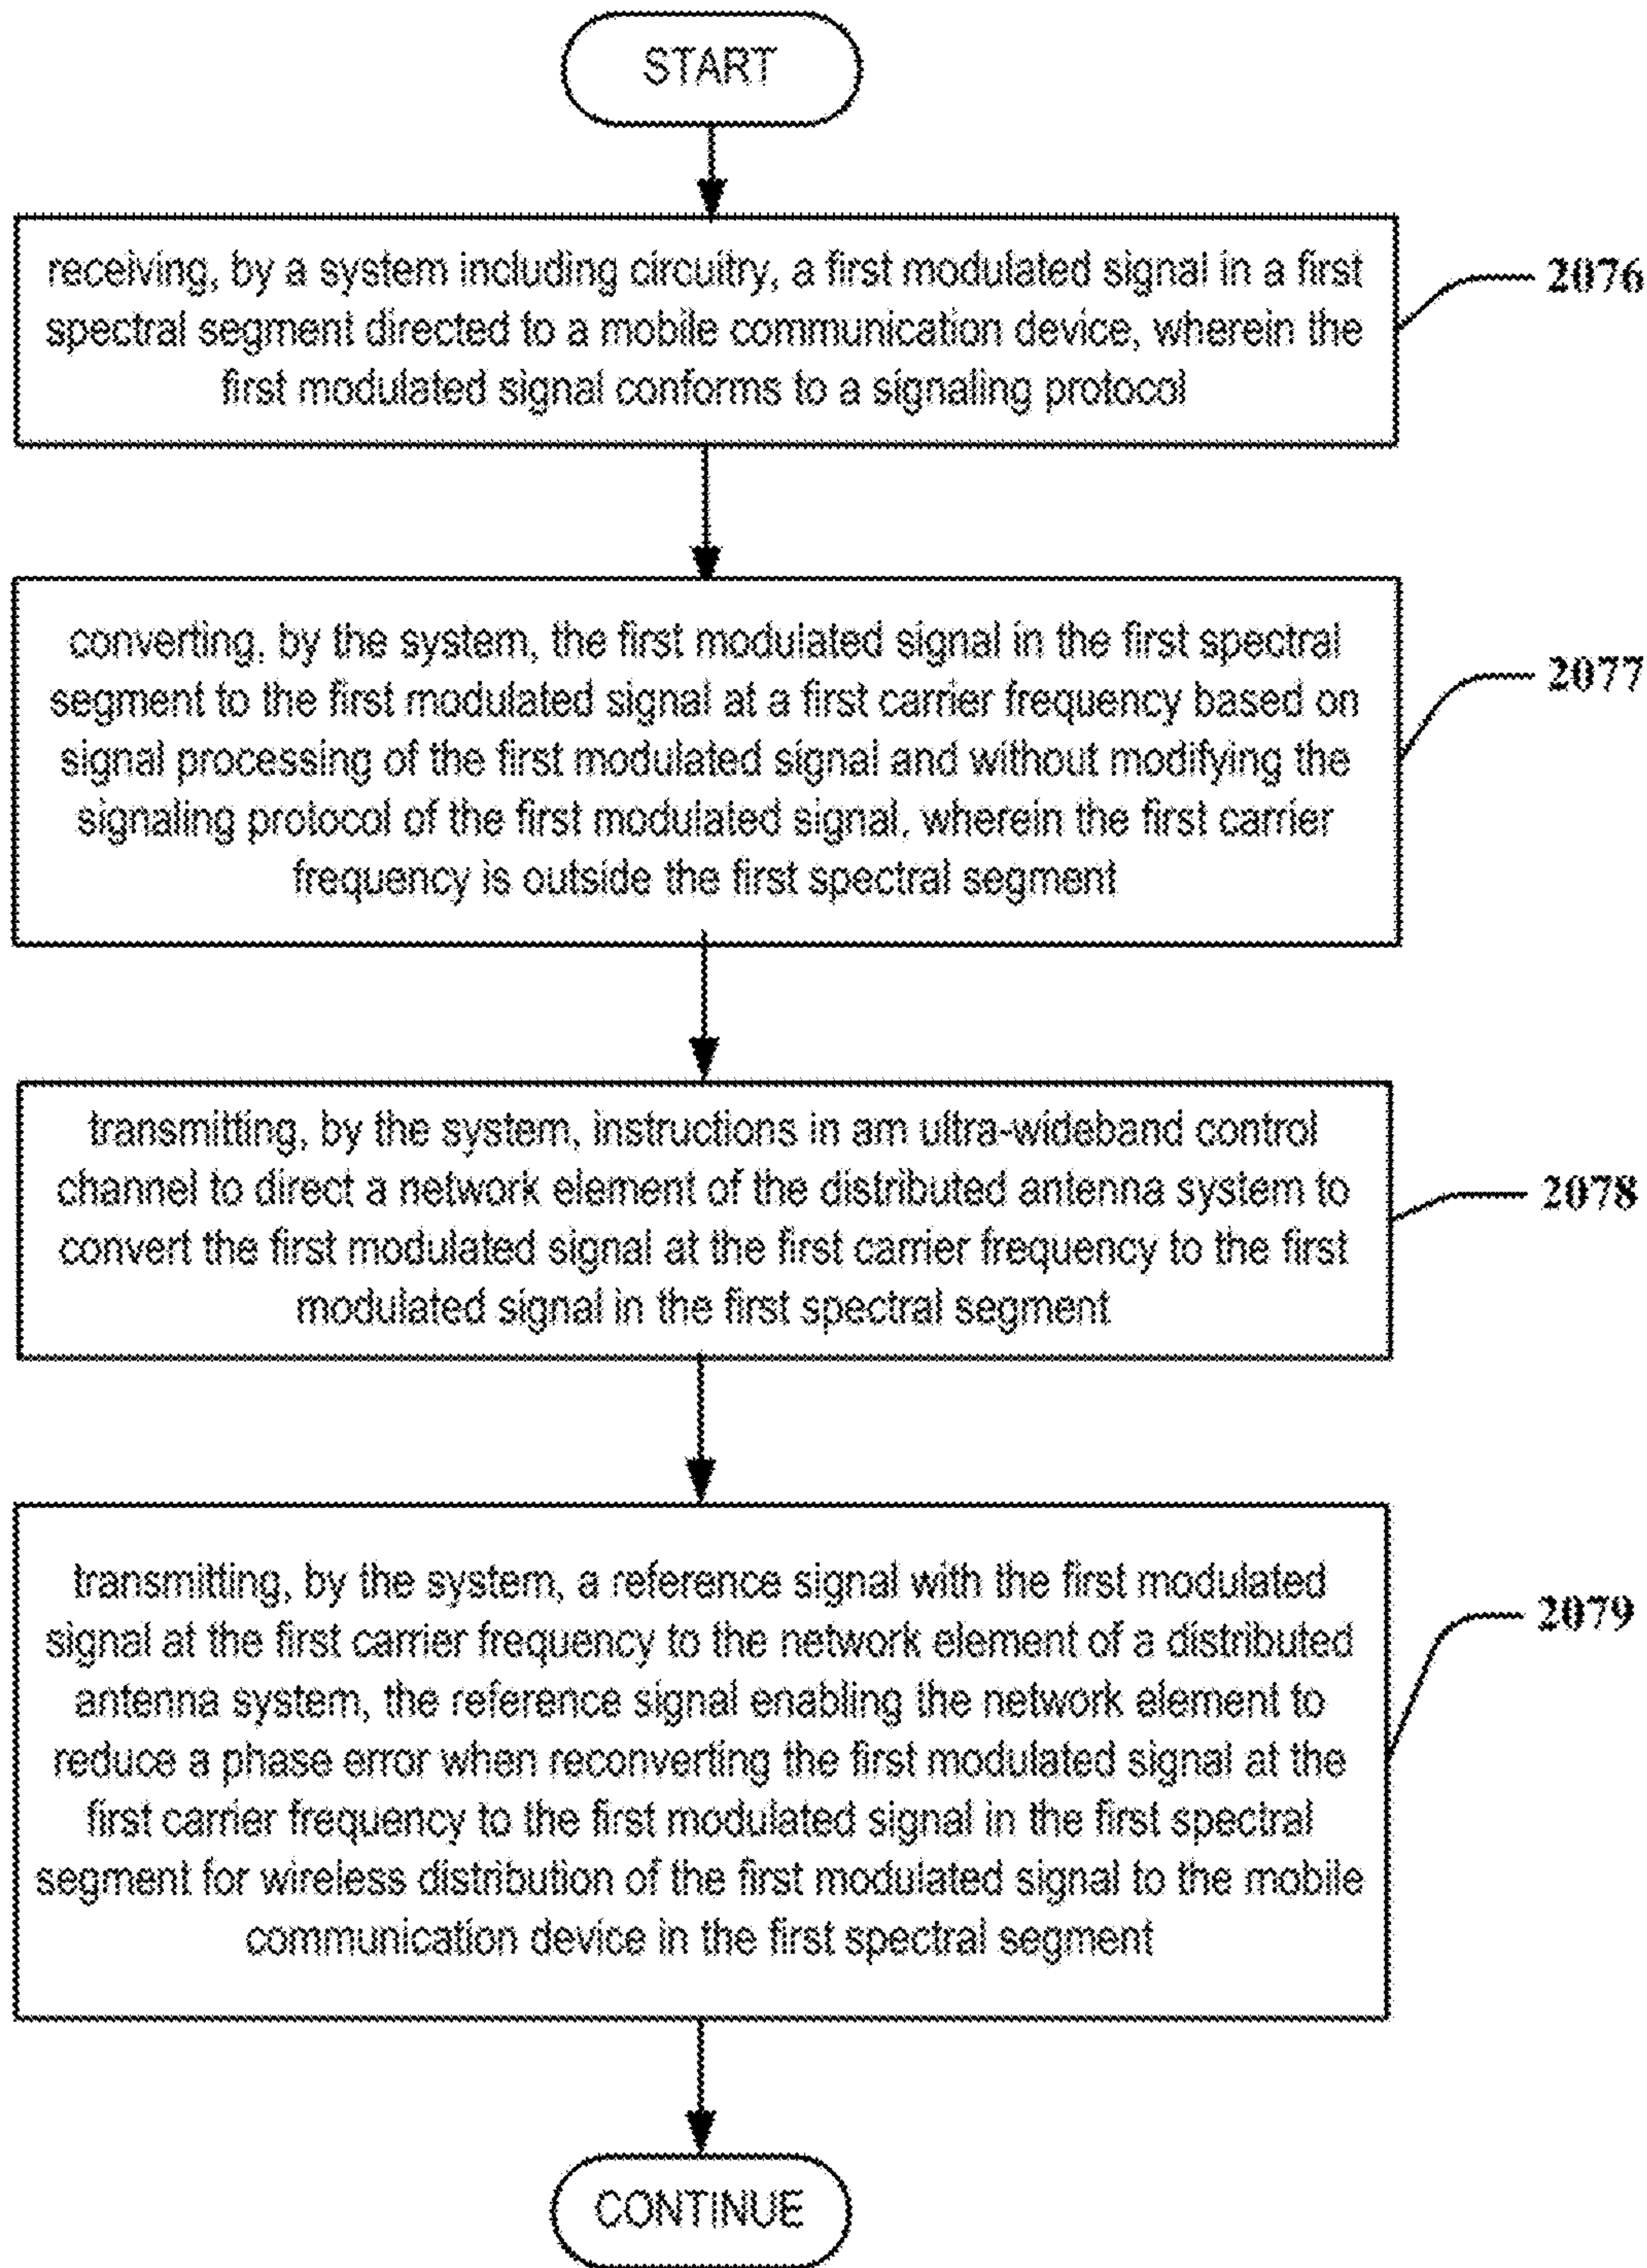 START
receiving, by a system including circuitry, a first modulated signal in a first
spectral segment directed to a mobile communication device, wherein the
first modulated signal conforms to a signaling protocol
2076
converting, by the system, the first modulated signal in the first spectral
segment to the first modulated signal at a first carrier frequency based on
signal processing of the first modulated signal and without modifying the
signaling protocol of the first modulated signal, wherein the first carrier
frequency is outside the first spectral segment
2077
transmitting, by the system, instructions in am ultra-wideband control
channel to direct a network element of the distributed antenna system to
convert the first modulated signal at the first carrier frequency to the first
modulated signal in the first spectral segment
2078
transmitting, by the system, a reference signal with the first modulated
signal at the first carrier frequency to the network element of a distributed
antenna system, the reference signal enabling the network element to
reduce a phase error when reconverting the first modulated signal at the
first carrier frequency to the first modulated signal in the first spectral
segment for wireless distribution of the first modulated signal to the mobile
communication device in the first spectral segment
2079
CONTINUE